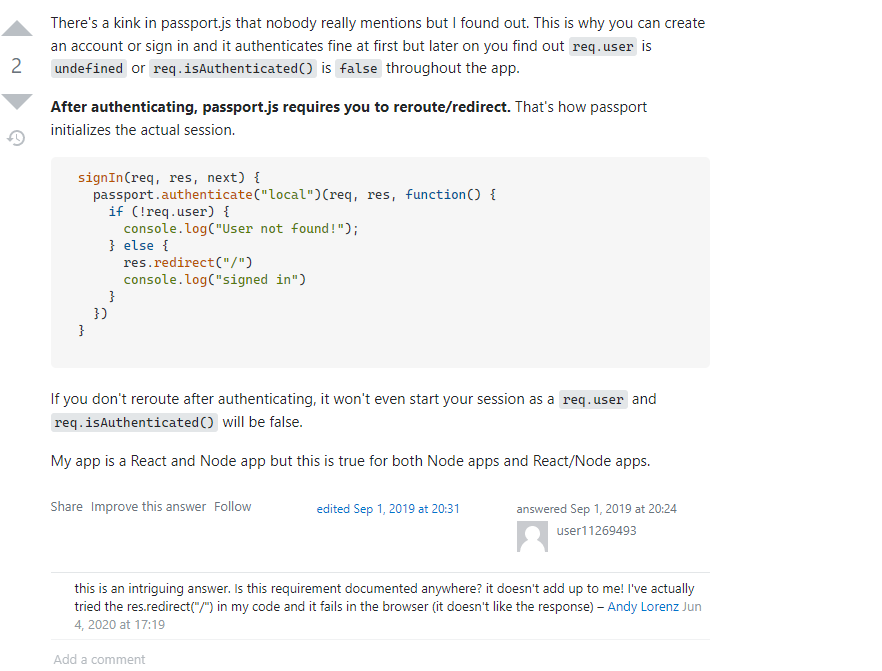 There's a kink in passport.js that nobody really mentions but I found out. This is why you can create
an account or sign in and it authenticates fine at first but later on you find out req.user is
2
undefined or req.isAuthenticated() is false throughout the app.
After authenticating, passport.js requires you to reroute/redirect. That's how passport
initializes the actual session.
signIn(req, res, next) {
  passport.authenticate("local")(req, res, function() {
    if (!req.user) {
      console.log("User not found!");
    } else {
      res.redirect("/")
      console.log("signed in")
    }
  })
}
If you don't reroute after authenticating, it won't even start your session as a req.user and
req.isAuthenticated() will be false.
My app is a React and Node app but this is true for both Node apps and React/Node apps.
Share Improve this answer Follow
edited Sep 1, 2019 at 20:31
answered Sep 1, 2019 at 20:24
user11269493
this is an intriguing answer. Is this requirement documented anywhere? it doesn't add up to me! I've actually
tried the res.redirect("/") in my code and it fails in the browser (it doesn't like the response) – Andy Lorenz Jun
4, 2020 at 17:19
Add a comment